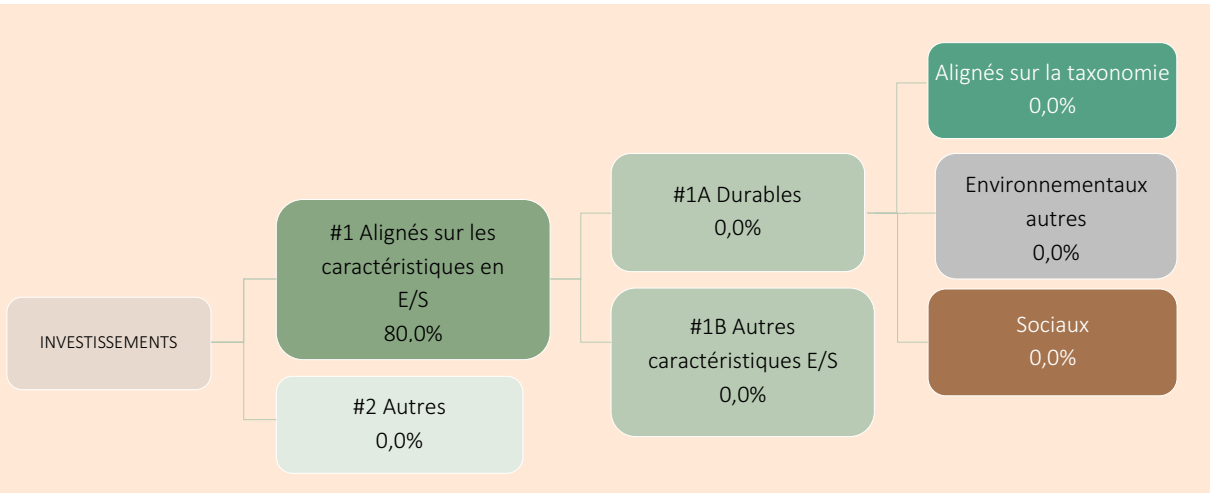 INVESTISSEMENTS
#1 Alignés sur les
caractéristiques en
E/S
80,0%
#2 Autres
0,0%
#1A Durables
0,0%
#1B Autres
caractéristiques E/S
0,0%
Alignés sur la taxonomie
0,0%
Environnementaux
autres
0,0%
Sociaux
0,0%